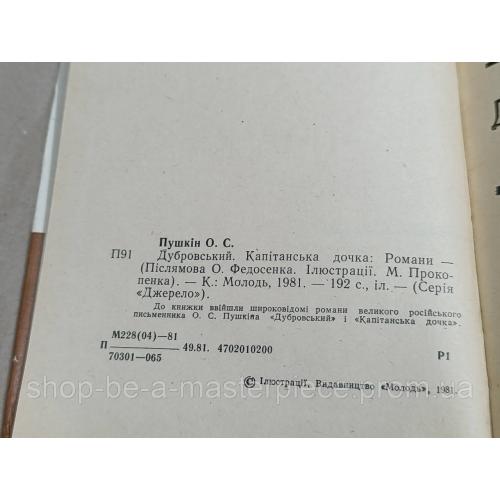 Пушкін О. С.
П91 Дубровський. Капітанська дочка: Романи —
(Післямова О. Федосенка. Ілюстрації. М. Проко-
пенка). — К.: Молодь, 1981. — 192 с., іл. — (Серія
«Джерело»).
До книжки ввійшли широковідомі романи великого російського
письменника О. С. Пушкіна «Дубровський» і «Капітанська дочка».
М228(04)—81
П ———— 49.81. 4702010200 Р1
70301-065
© Ілюстрації, Видавництво «Молодь», 1981.
shop-be-a-masterpiece.prom.ua